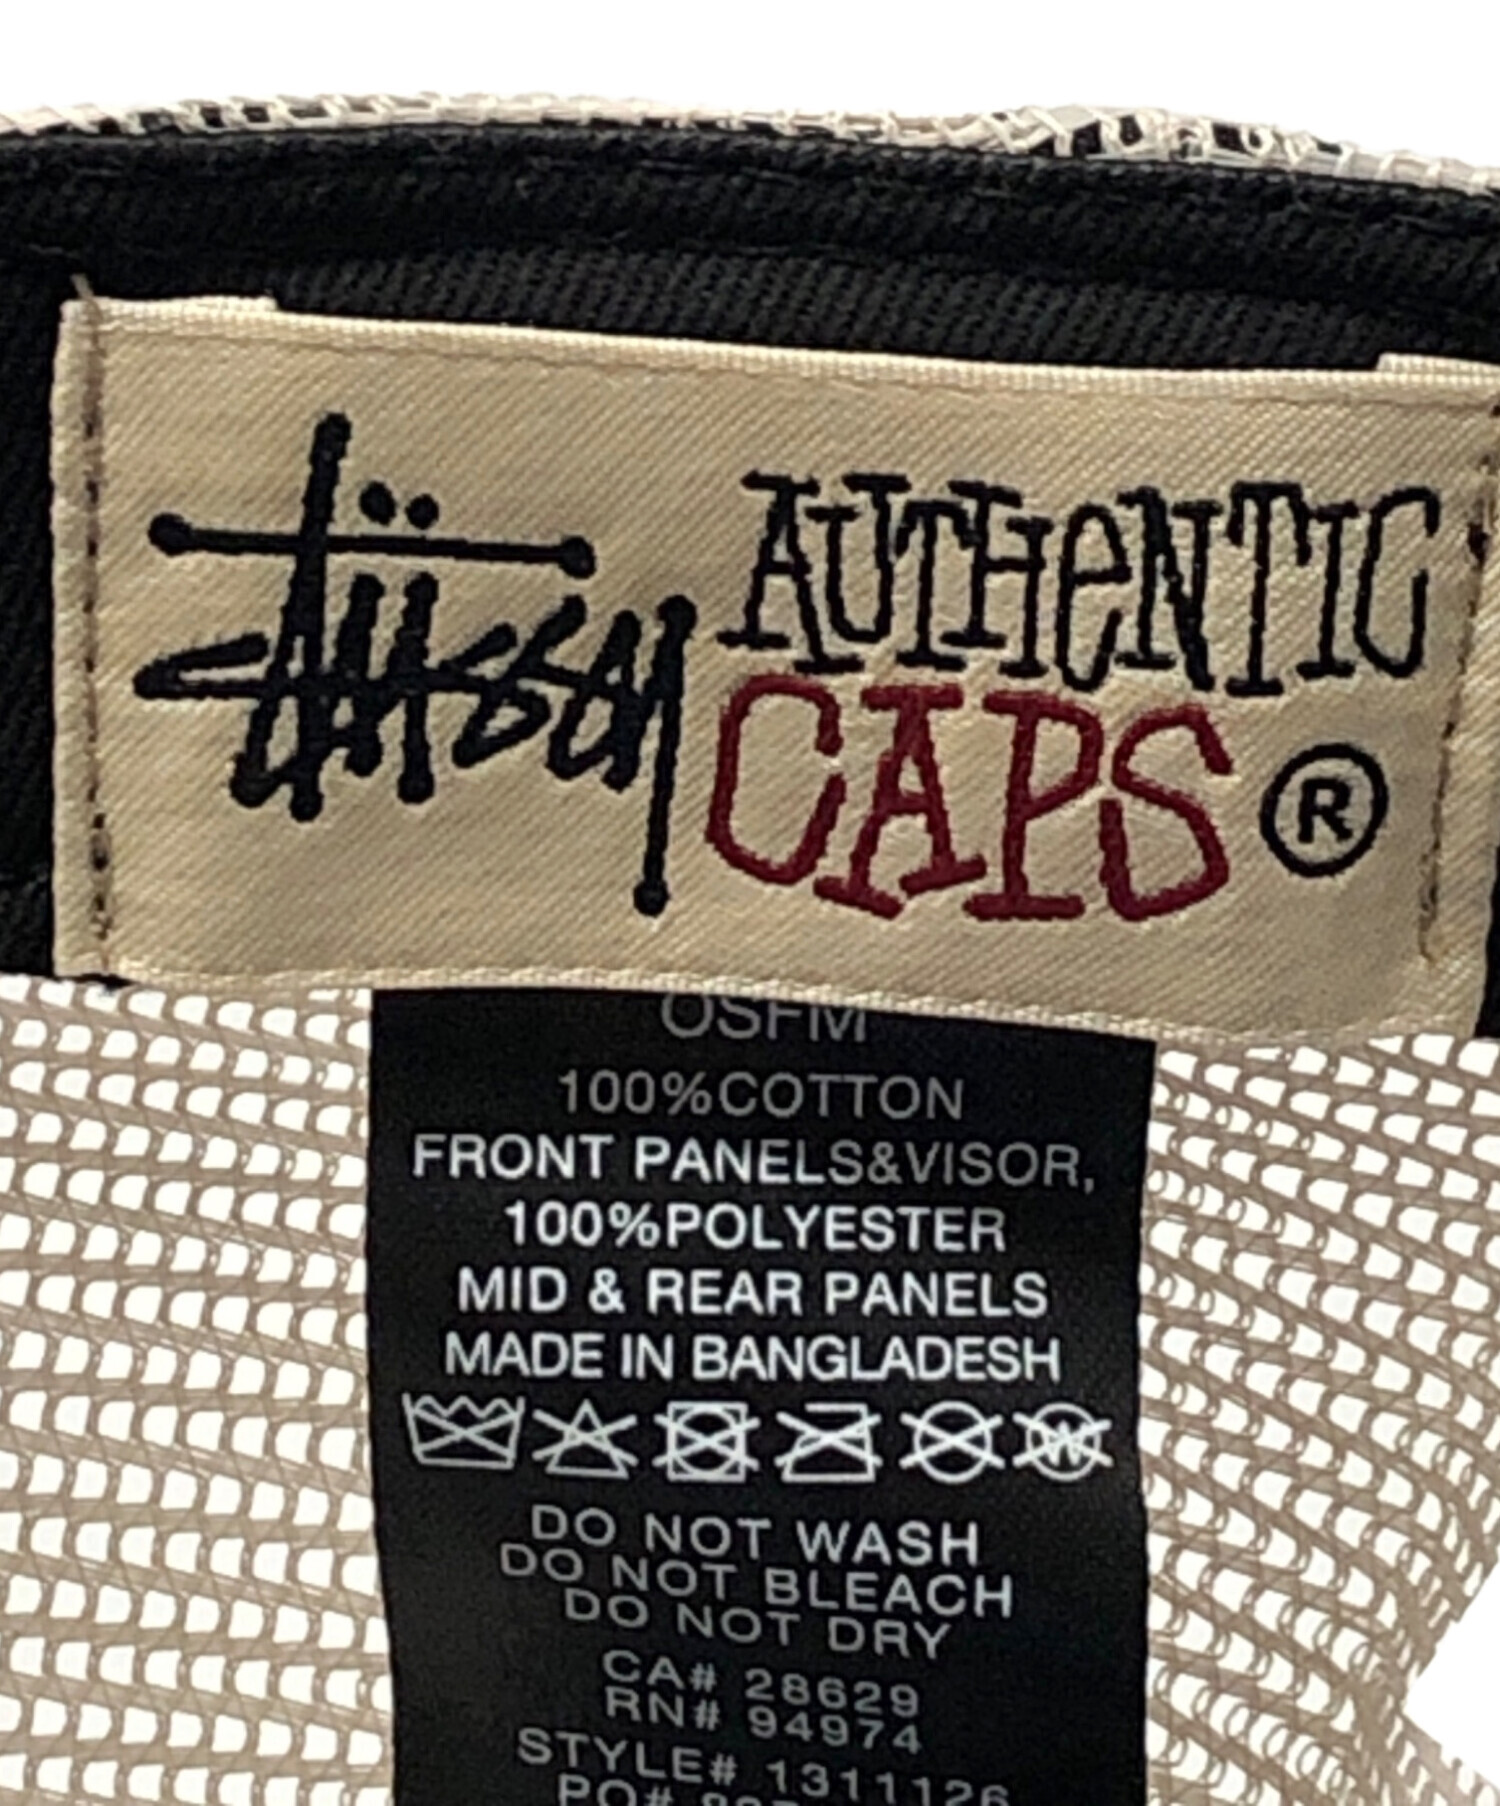 Stüssy
AUTHENTIC
CAPS ®
OSFM
100%COTTON
FRONT PANELS&VISOR,
100%POLYESTER
MID & REAR PANELS
MADE IN BANGLADESH
W
DO NOT WASH
DO NOT BLEACH
DO NOT DRY
CA# 28629
RN# 94974
STYLE# 1311126
PO#